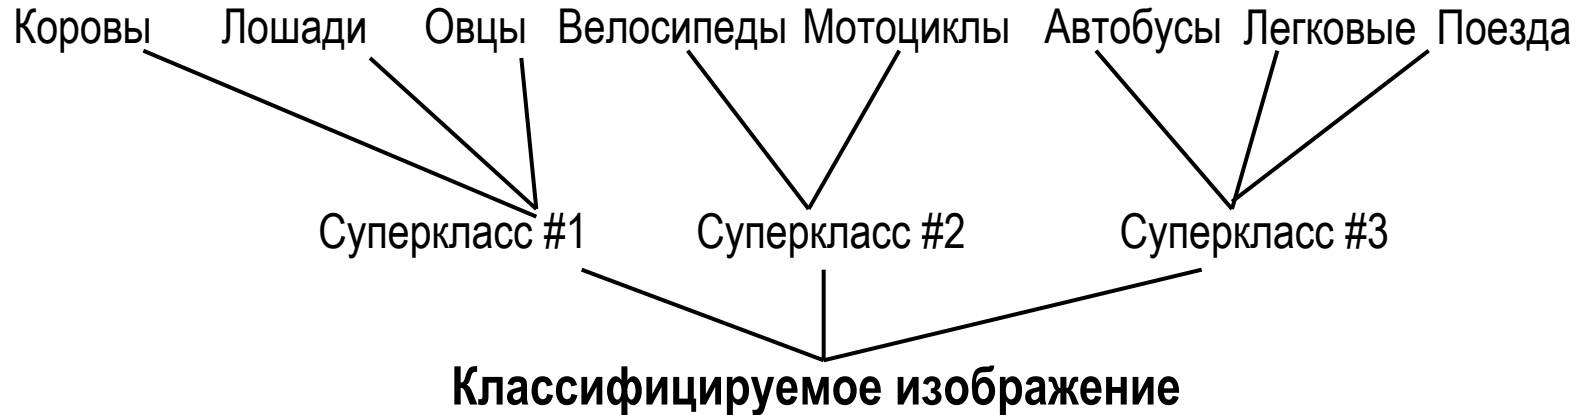 Коровы Лошади Овцы Велосипеды Мотоциклы Автобусы Легковые Поезда
Суперкласс #1 Суперкласс #2 Суперкласс #3
Классифицируемое изображение